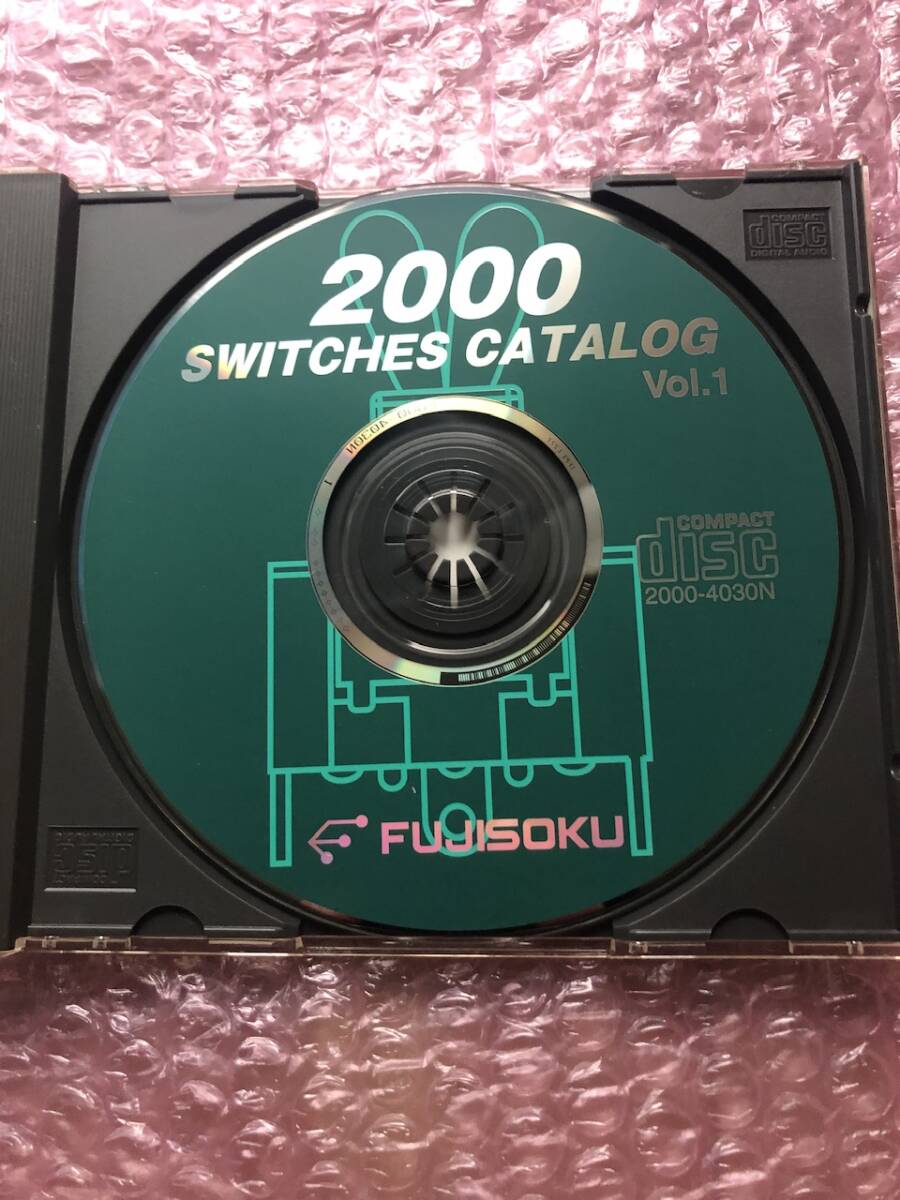 2000
SWITCHES CATALOG
Vol.1
COMPACT
disc
DIGITAL AUDIO
COMPACT
disc
2000-4030N
FUJISOKU